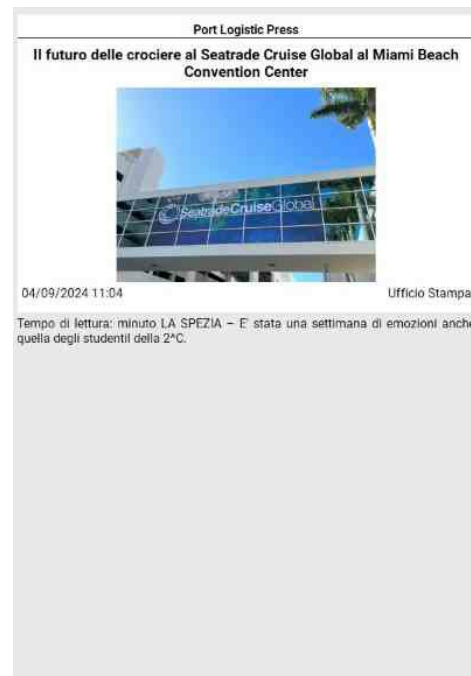 Port Logistic Press
Il futuro delle crociere al Seatrade Cruise Global al Miami Beach
Convention Center
SeatradeCruiseGlobal
04/09/2024 11:04
Ufficio Stampa
Tempo di lettura: minuto LA SPEZIA – E' stata una settimana di emozioni anche
quella degli studentil della 2^C.